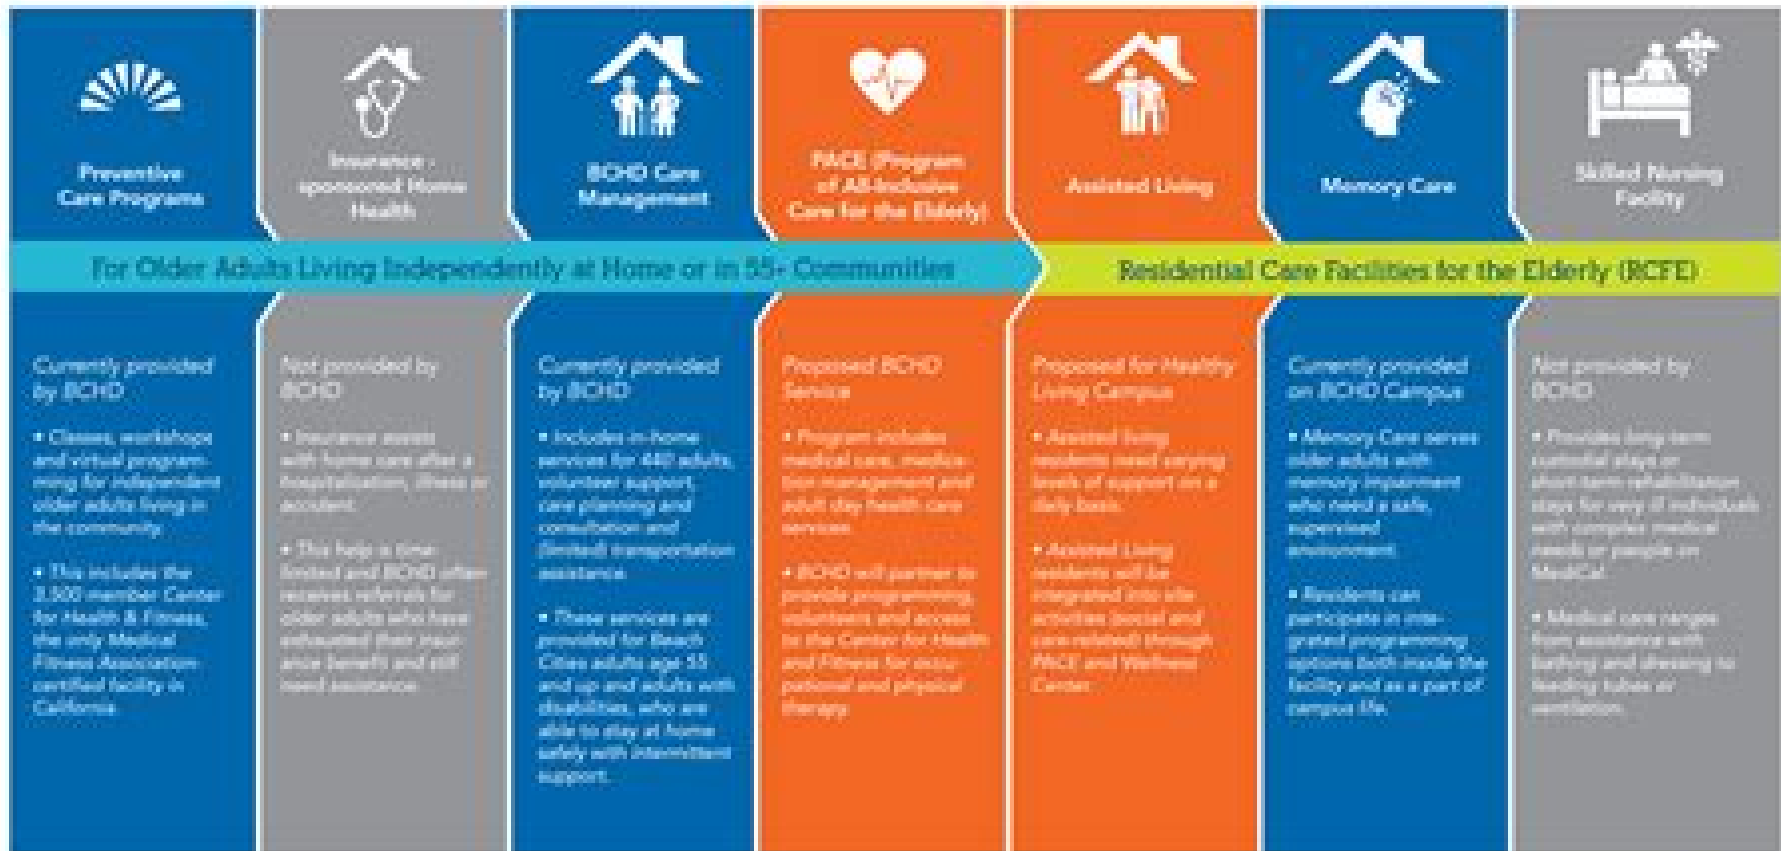 Preventive
Care Programs
Insurance -
sponsored Home
Health
BCHD Care
Management
PACE (Program
of All-Inclusive
Care for the Elderly)
Assisted Living
Memory Care
Skilled Nursing
Facility
For Older Adults Living Independently at Home or in 55+ Communities
Residential Care Facilities for the Elderly (RCFE)
Currently provided
by BCHD
• Classes, workshops
and virtual program-
ming for independent
older adults living in
the community.
• This includes the
member Center
for Health & Fitness,
the only Medical
Fitness Association-
certified facility in
California.
Not provided by
BCHD
• Insurance assists
with home care after a
hospitalization, illness or
accident.
• This help is time-
limited and BCHD often
receives referrals for
older adults who have
exhausted their insur-
ance benefit and still
need assistance.
Currently provided
by BCHD
• Includes in-home
services for 440 adults,
volunteer support,
care planning and
consultation and
(limited) transportation
assistance.
• These services are
provided for Beach
Cities adults age 55
and up and adults with
disabilities, who are
able to stay at home
safely with intermittent
support.
Proposed BCHD
Service
• Program includes
medical care, medica-
tion management and
adult day health care
services.
• BCHD will partner to
provide programming,
volunteers and access
to the Center for Health
and Fitness for occu-
pational and physical
therapy.
Proposed for Healthy
Living Campus
• Assisted living
residents need varying
levels of support on a
daily basis.
• Assisted Living
residents will be
integrated into site
activities (social and
care-related) through
PACE and Wellness
Center.
Currently provided
on BCHD Campus
• Memory Care serves
older adults with
memory impairment
who need a safe,
supervised
environment.
• Residents can
participate in inte-
grated programming
options both inside the
facility and as a part of
campus life.
Not provided by
BCHD
• Provides long-term
custodial stays or
short-term rehabilitation
stays for very ill individuals
with complex medical
needs or people on
MediCal.
• Medical care ranges
from assistance with
bathing and dressing to
feeding tubes or
ventilation.